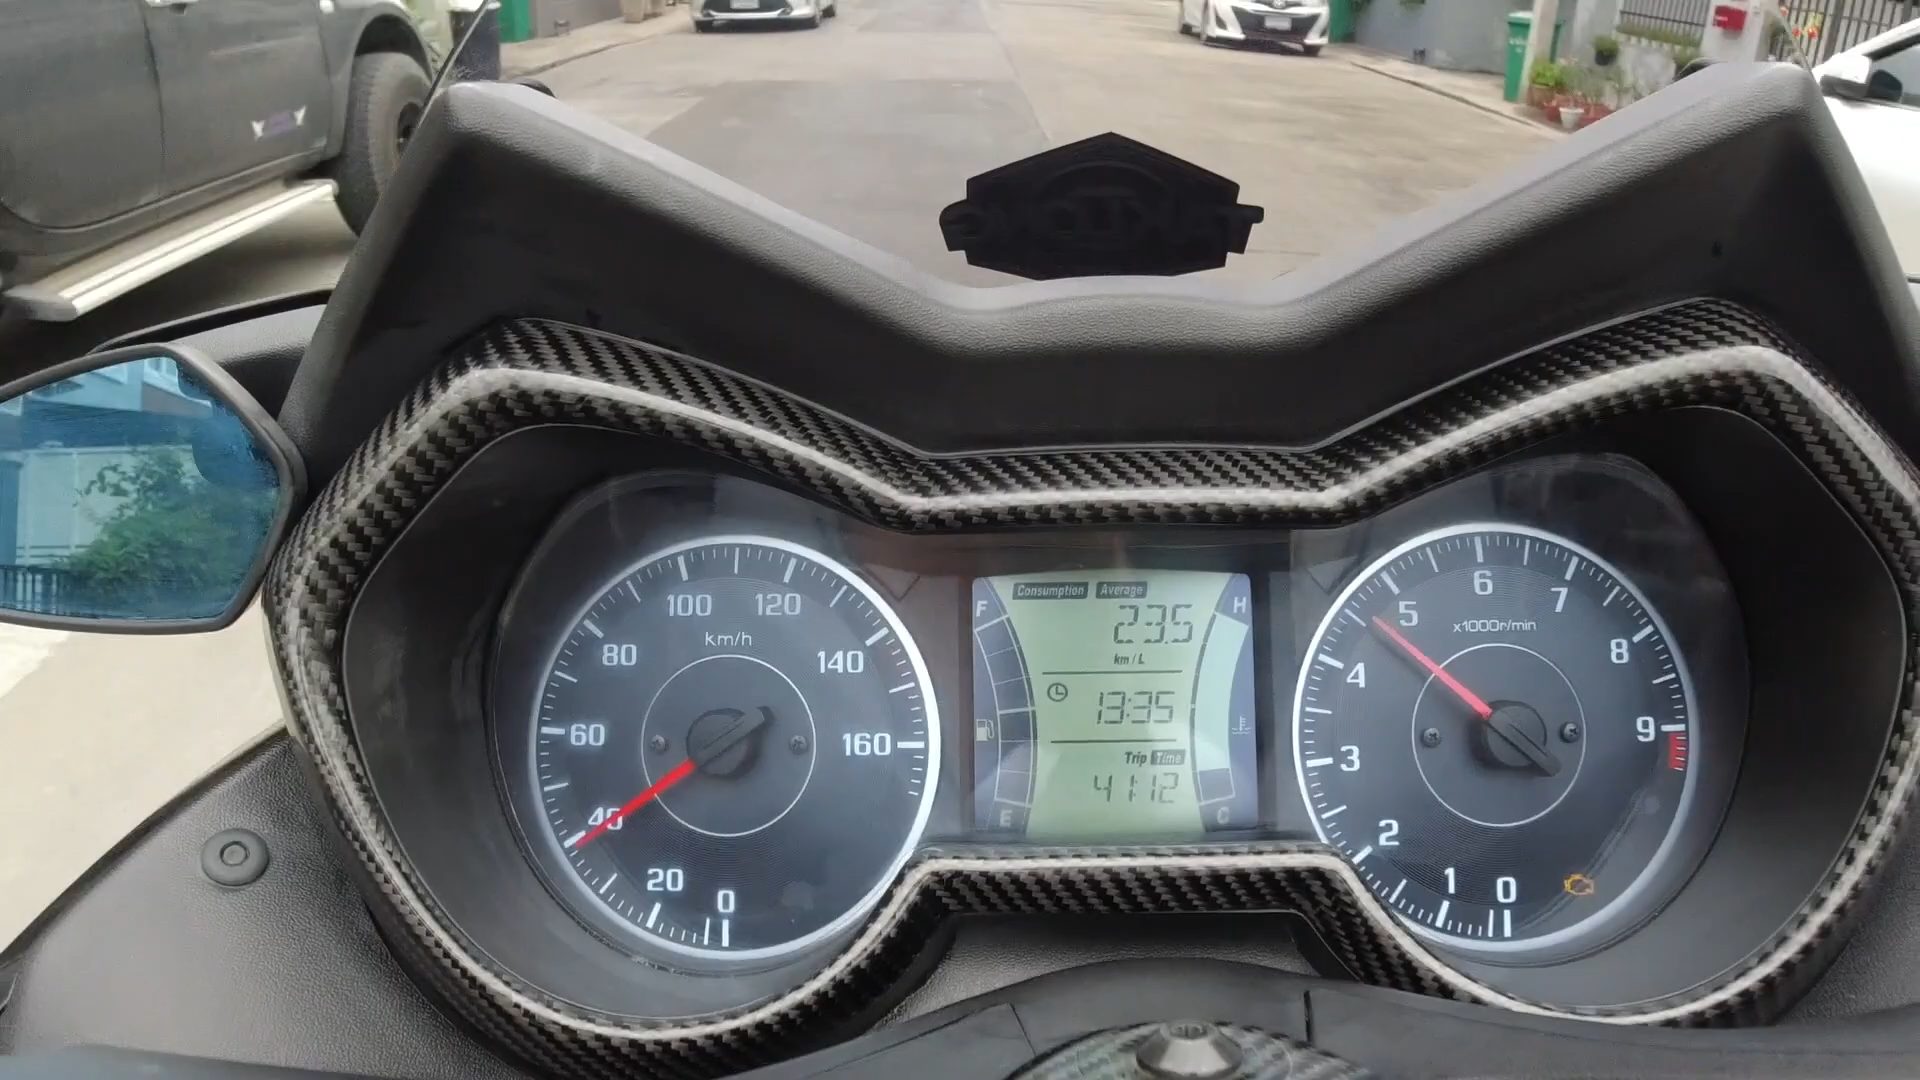 TAKUONG
100 120
km/h
80
140
60
160
40
20
0
Consumption Average
F
H
23.5
km/L
13:35
Trip Time
41:12
E
C
6
5
7
x1000r/min
8
4
9
3
2
1
0